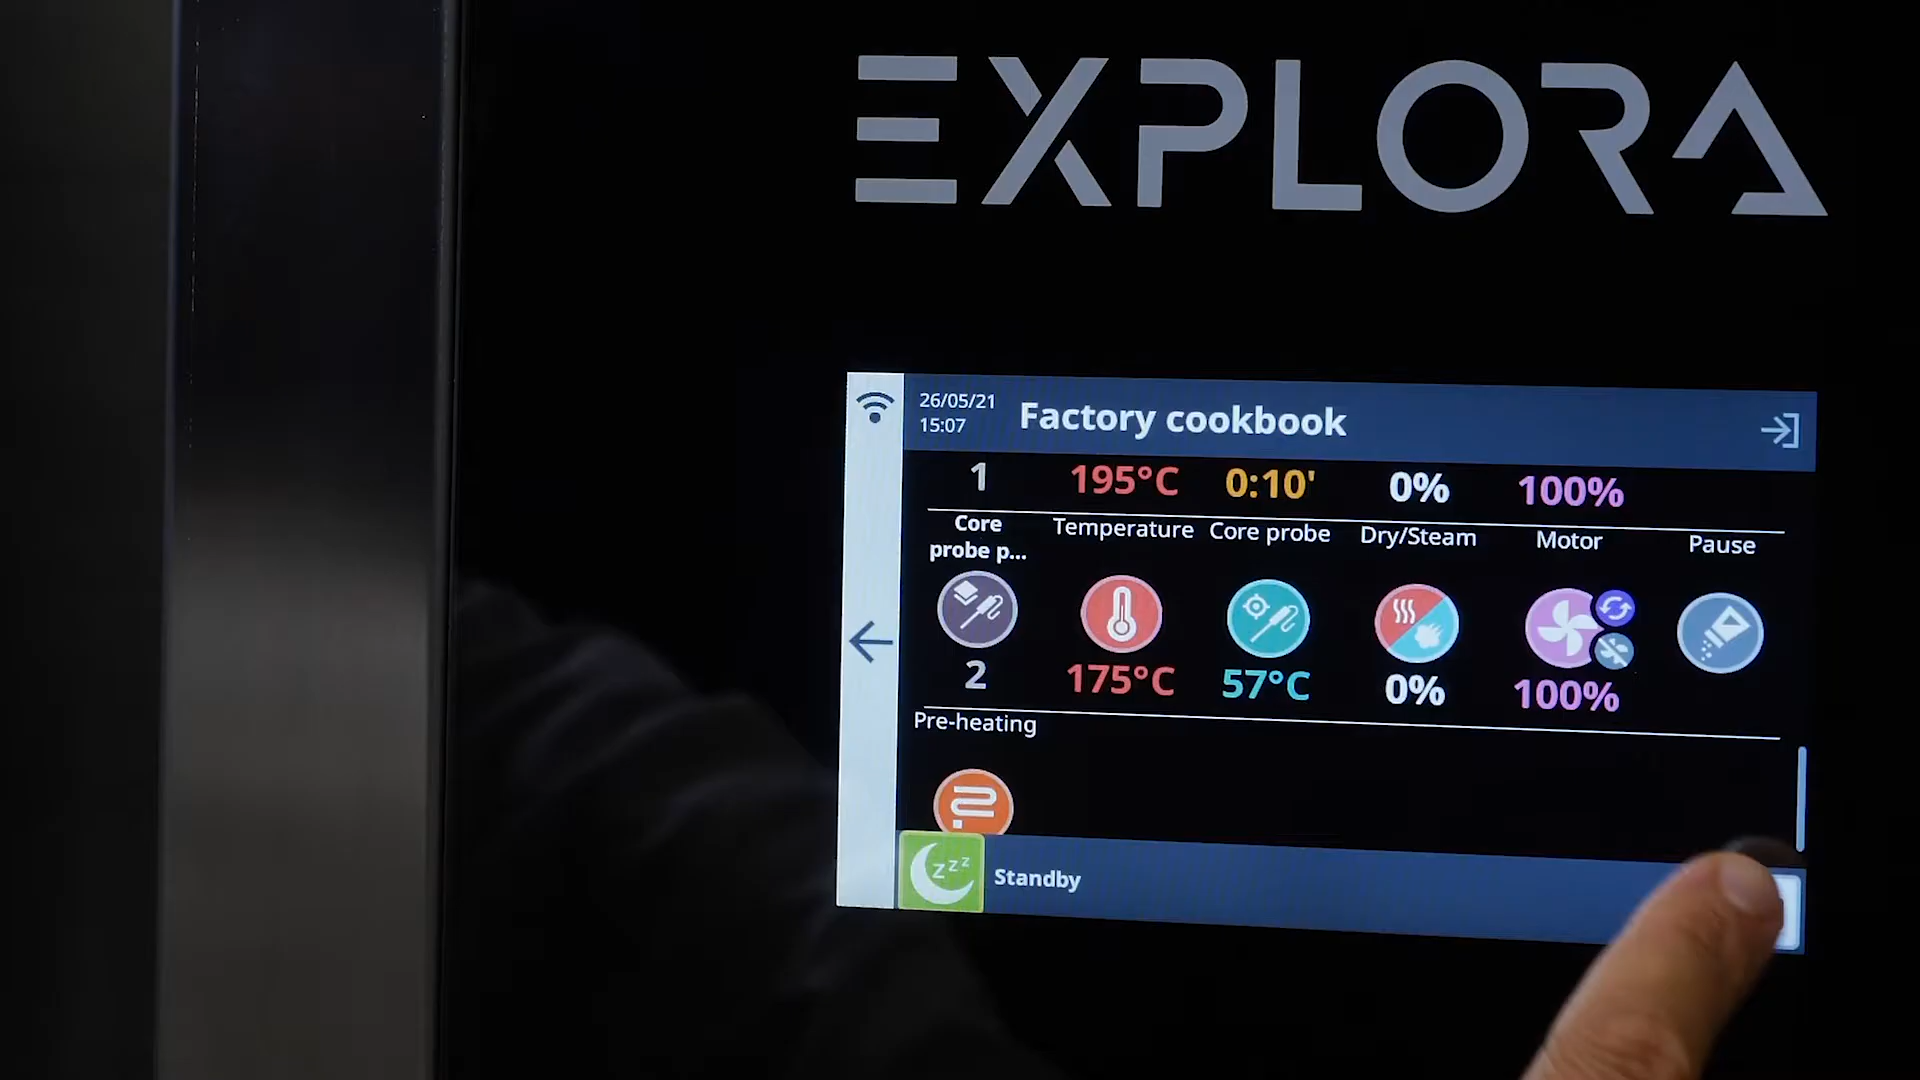 EXPLORA
26/05/21
15:07
Factory cookbook
1 195°C 0:10' 0% 100%
Core
probe p...
Temperature Core probe Dry/Steam Motor Pause
2 175°C 57°C 0% 100%
Pre-heating
zzz
Standby